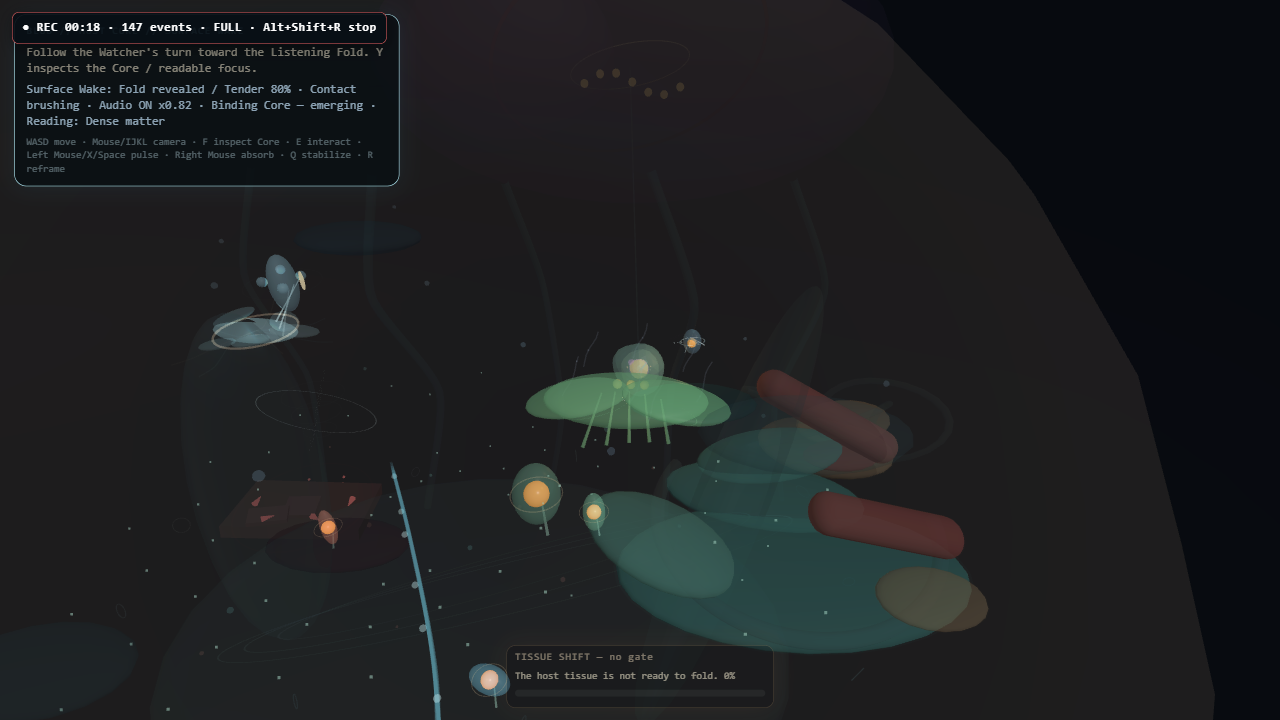 ● REC 00:18 · 147 events · FULL · Alt+Shift+R stop
Follow the Watcher's turn toward the Listening Fold. Y
inspects the Core / readable focus.
Surface Wake: Fold revealed / Tender 80% · Contact
brushing · Audio ON x0.82 · Binding Core — emerging ·
Reading: Dense matter
WASD move · Mouse/IJKL camera · F inspect Core · E interact ·
Left Mouse/X/Space pulse · Right Mouse absorb · Q stabilize · R
reframe
TISSUE SHIFT — no gate
The host tissue is not ready to fold. 0%